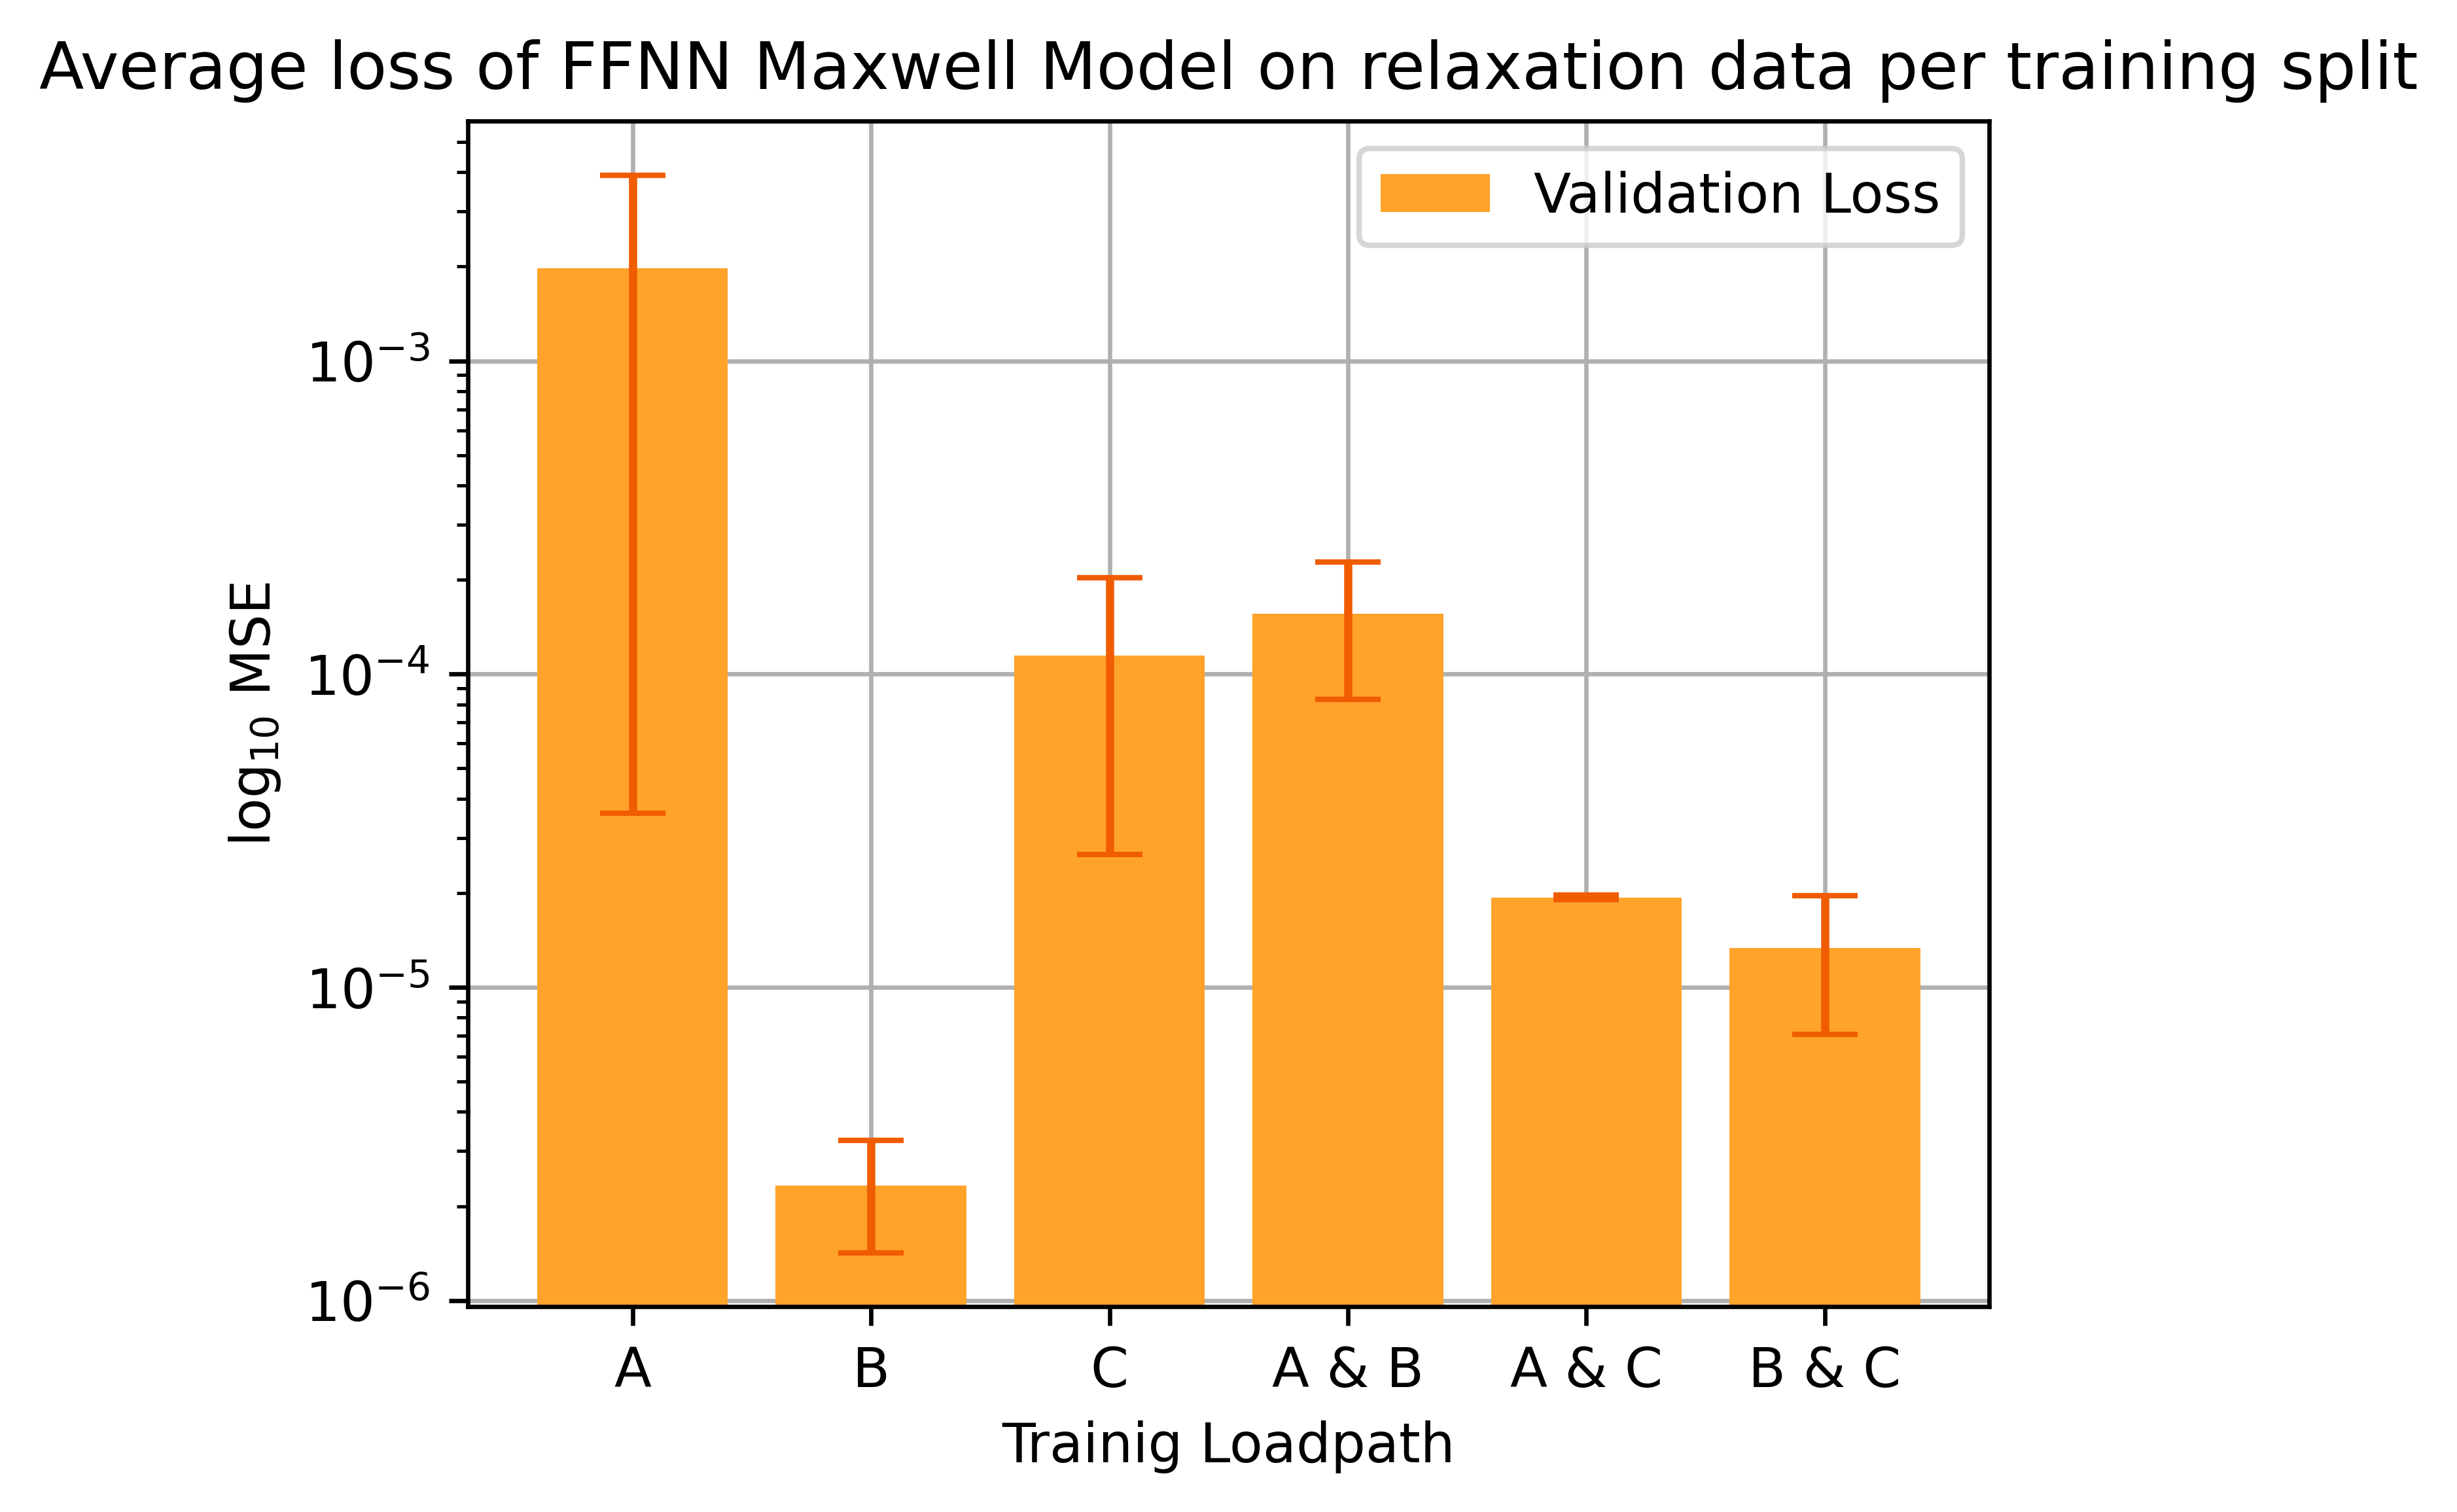 Average loss of FFNN Maxwell Model on relaxation data per training split
Validation Loss
log₁₀ MSE
10⁻³
10⁻⁴
10⁻⁵
10⁻⁶
A
B
C
A & B
A & C
B & C
Trainig Loadpath